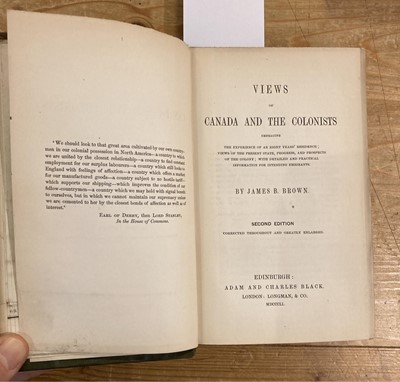 'We should look to that great area cultivated by our own country-
men in our colonial possession in North America—a country to which
we are united by the closest relationship—a country to find constant
employment for our surplus labourers—a country which still looks to
England with feelings of affection—a country which offers a market
for our manufactured goods—a country subject to no hostile tariff—
which supports our shipping—which improves the condition of our
fellow-countrymen—a country which we may hold with signal benefit
to ourselves, but in which we cannot maintain our supremacy unless
we are cemented to her by the closest bonds of affection as well as of
interest.'
Earl of Derby, then Lord Stanley,
In the House of Commons.
VIEWS
OF
CANADA AND THE COLONISTS
EMBRACING
THE EXPERIENCE OF AN EIGHT YEARS' RESIDENCE;
VIEWS OF THE PRESENT STATE, PROGRESS, AND PROSPECTS
OF THE COLONY; WITH DETAILED AND PRACTICAL
INFORMATION FOR INTENDING EMIGRANTS.
BY JAMES B. BROWN.
SECOND EDITION
CORRECTED THROUGHOUT AND GREATLY ENLARGED.
EDINBURGH:
ADAM AND CHARLES BLACK.
LONDON: LONGMAN, & CO.
MDCCCLI.